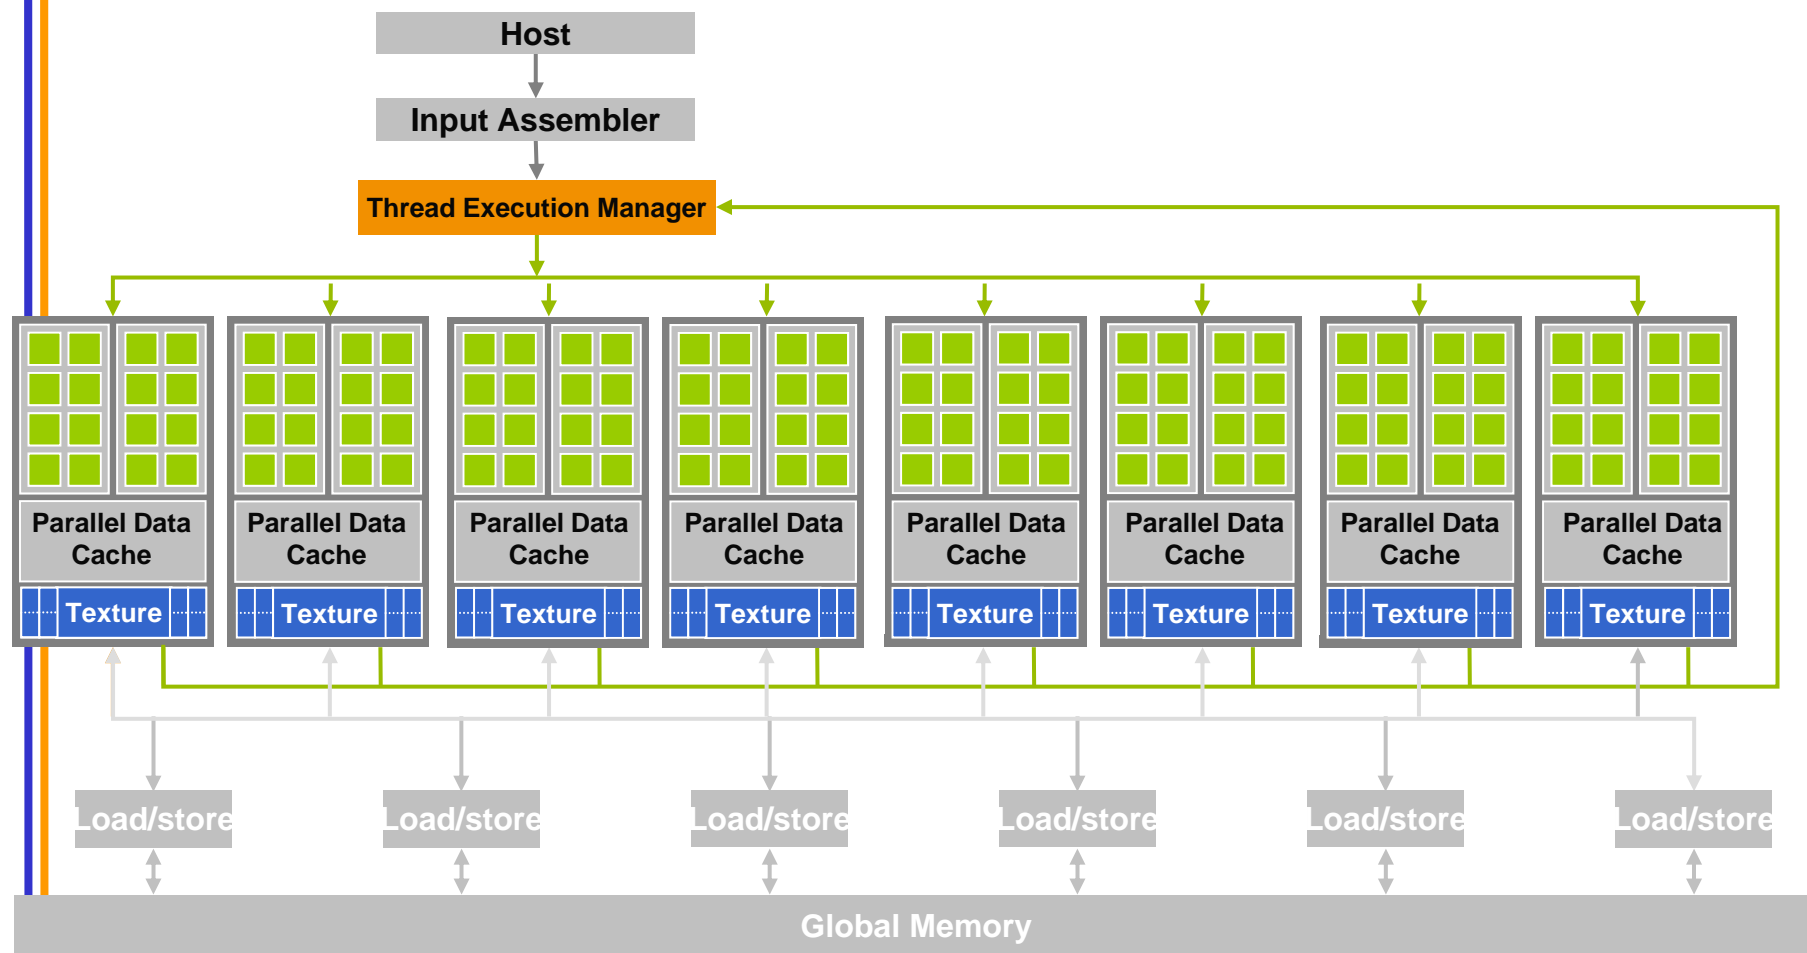 Host
Input Assembler
Thread Execution Manager
Parallel Data
Cache
Parallel Data
Cache
Parallel Data
Cache
Parallel Data
Cache
Parallel Data
Cache
Parallel Data
Cache
Parallel Data
Cache
Parallel Data
Cache
Texture
Texture
Texture
Texture
Texture
Texture
Texture
Texture
Load/store
Load/store
Load/store
Load/store
Load/store
Load/store
Global Memory